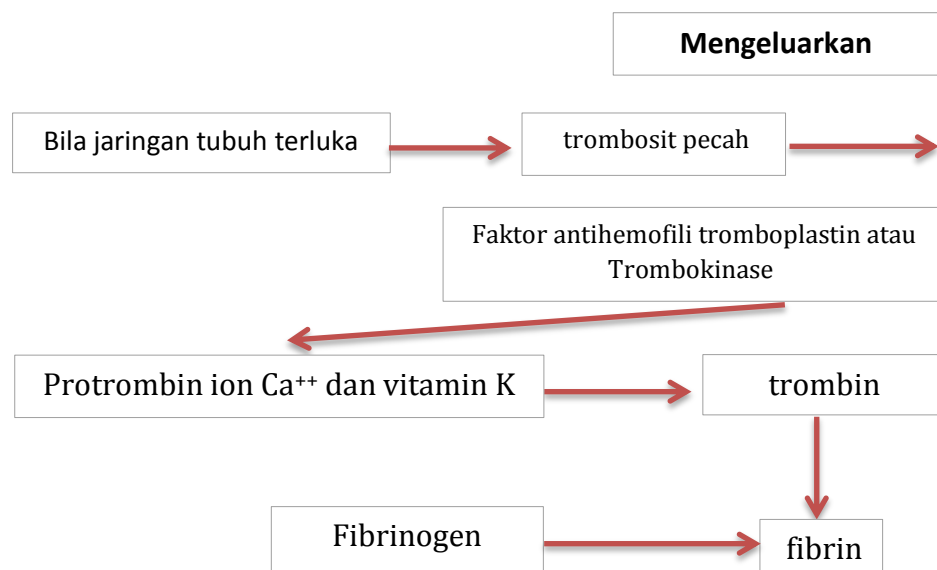 Mengeluarkan
Bila jaringan tubuh terluka
trombosit pecah
Faktor antihemofili tromboplastin atau
Trombokinase
Protrombin ion Ca⁺⁺ dan vitamin K
trombin
Fibrinogen
fibrin